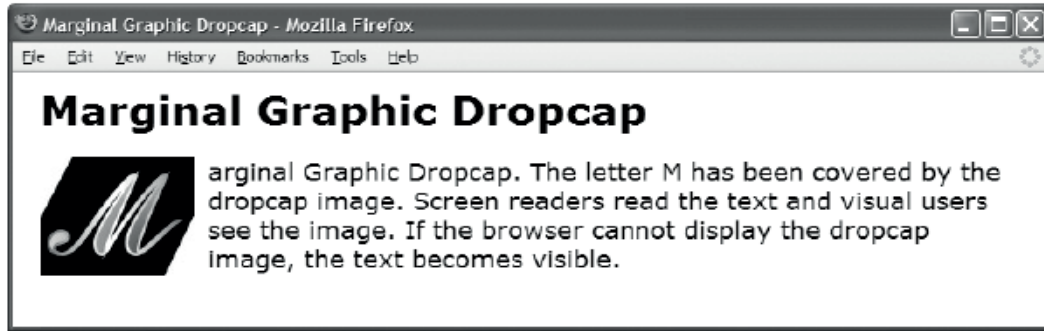 Marginal Graphic Dropcap - Mozilla Firefox
File Edit View History Bookmarks Tools Help
Marginal Graphic Dropcap
M arginal Graphic Dropcap. The letter M has been covered by the
dropcap image. Screen readers read the text and visual users
see the image. If the browser cannot display the dropcap
image, the text becomes visible.